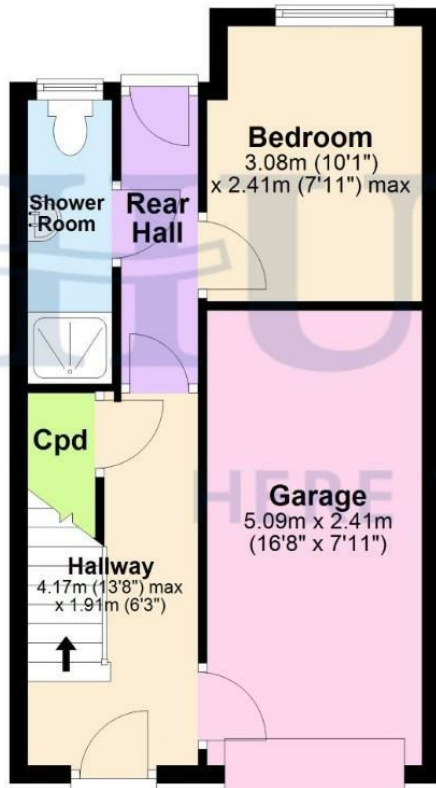 Bedroom
3.08m (10'1")
x 2.41m (7'11") max
Shower
Room
Rear
Hall
Cpd
Garage
5.09m x 2.41m
(16'8" x 7'11")
Hallway
4.17m (13'8") max
x 1.91m (6'3")
HERE